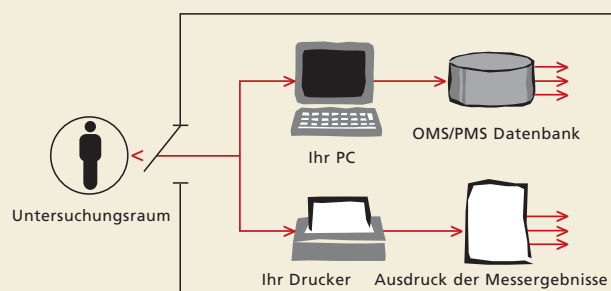 Ihr PC
OMS/PMS Datenbank
Untersuchungsraum
Ihr Drucker
Ausdruck der Messergebnisse